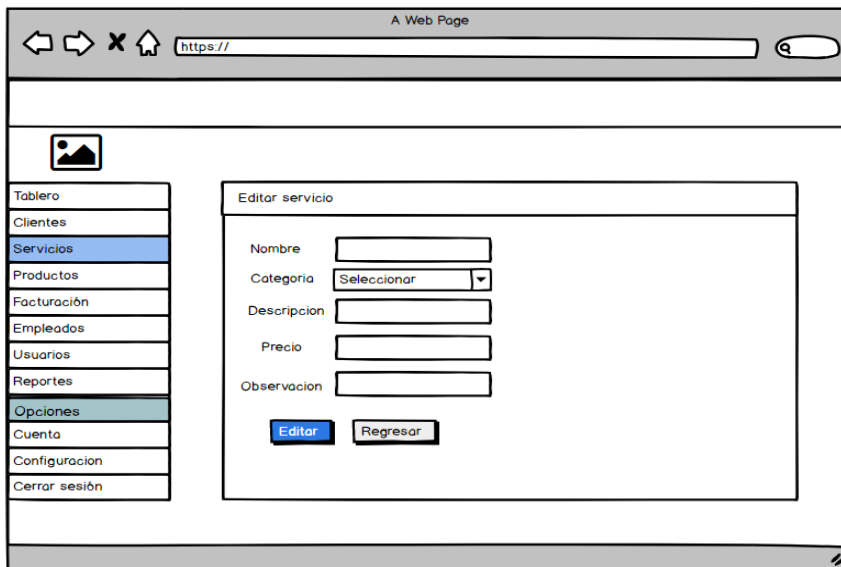 A Web Page
https://
Tablero
Clientes
Servicios
Productos
Facturación
Empleados
Usuarios
Reportes
Opciones
Cuenta
Configuracion
Cerrar sesión
Editar servicio
Nombre
Categoria Seleccionar
Descripcion
Precio
Observacion
Editar Regresar